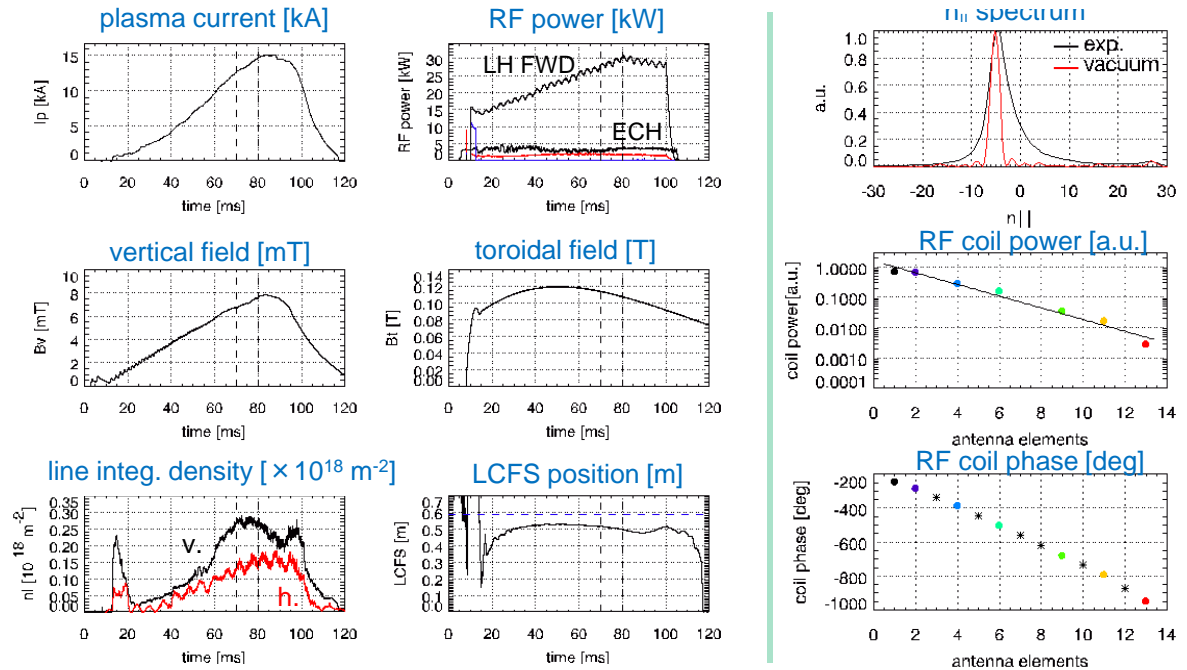 plasma current [kA]
Ip [kA]
15
10
5
0
0 20 40 60 80 100 120
time [ms]
RF power [kW]
RF power [kW]
30
25
20
15
10
5
0
LH FWD
ECH
0 20 40 60 80 100 120
time [ms]
vertical field [mT]
Bv [mT]
10
8
6
4
2
0
0 20 40 60 80 100 120
time [ms]
toroidal field [T]
Bt [T]
0.14
0.12
0.10
0.08
0.06
0.04
0.02
0.00
0 20 40 60 80 100 120
time [ms]
line integ. density [×10¹⁸ m⁻²]
nl [10¹⁸ m⁻²]
0.35
0.30
0.25
0.20
0.15
0.10
0.05
0.00
v.
h.
0 20 40 60 80 100 120
time [ms]
LCFS position [m]
LCFS [m]
0.7
0.6
0.5
0.4
0.3
0.2
0.1
0.0
0 20 40 60 80 100 120
time [ms]
n|| spectrum
a.u.
1.0
0.8
0.6
0.4
0.2
0.0
exp.
vacuum
-30 -20 -10 0 10 20 30
n||
RF coil power [a.u.]
coil power[a.u.]
1.0000
0.1000
0.0100
0.0010
0.0001
0 2 4 6 8 10 12 14
antenna elements
RF coil phase [deg]
coil phase [deg]
-200
-400
-600
-800
-1000
0 2 4 6 8 10 12 14
antenna elements